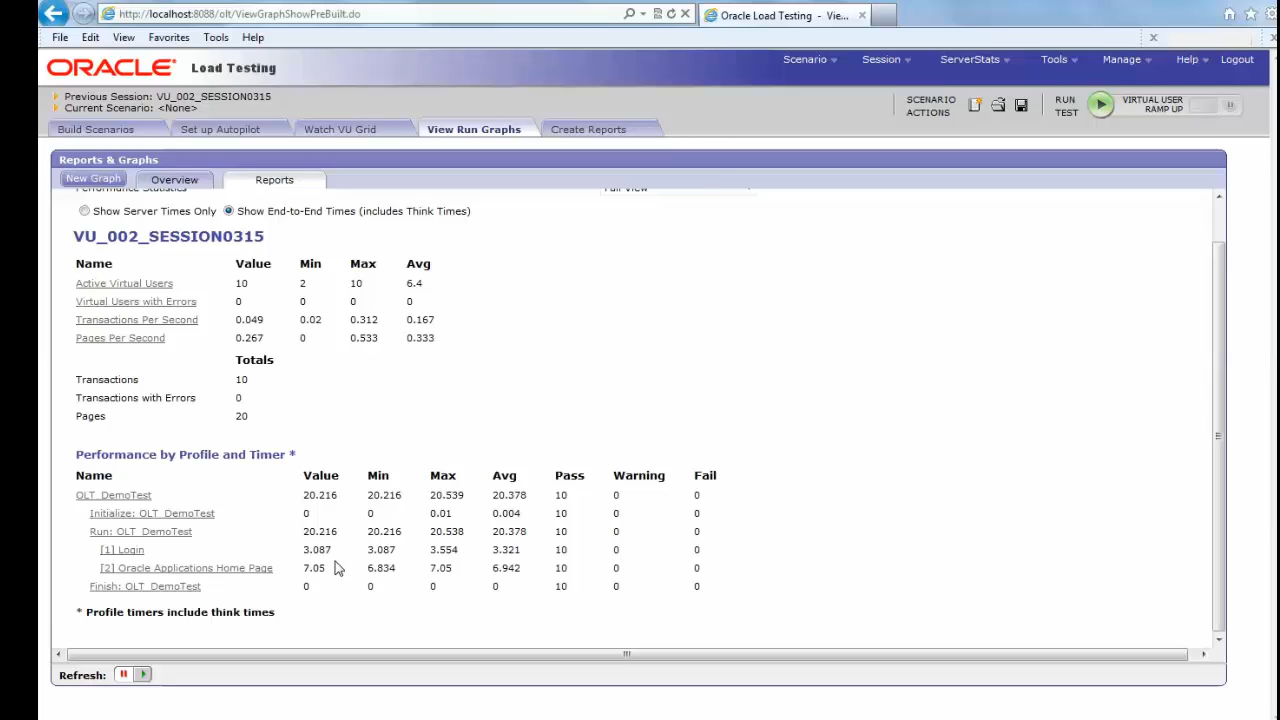 http://localhost:8088/olt/ViewGraphShowPreBuilt.do
Oracle Load Testing - Vie...
File Edit View Favorites Tools Help
ORACLE Load Testing
Scenario Session ServerStats Tools Manage Help Logout
Previous Session: VU_002_SESSION0315
Current Scenario: <None>
SCENARIO ACTIONS
RUN TEST
VIRTUAL USER RAMP UP
Build Scenarios Set up Autopilot Watch VU Grid View Run Graphs Create Reports
Reports & Graphs
New Graph Overview Reports
Performance Statistics Full View
Show Server Times Only Show End-to-End Times (includes Think Times)
VU_002_SESSION0315
Name Value Min Max Avg
Active Virtual Users 10 2 10 6.4
Virtual Users with Errors 0 0 0 0
Transactions Per Second 0.049 0.02 0.312 0.167
Pages Per Second 0.267 0 0.533 0.333
Totals
Transactions 10
Transactions with Errors 0
Pages 20
Performance by Profile and Timer *
Name Value Min Max Avg Pass Warning Fail
OLT_DemoTest 20.216 20.216 20.539 20.378 10 0 0
Initialize: OLT_DemoTest 0 0 0.01 0.004 10 0 0
Run: OLT_DemoTest 20.216 20.216 20.538 20.378 10 0 0
[1] Login 3.087 3.087 3.554 3.321 10 0 0
[2] Oracle Applications Home Page 7.05 6.834 7.05 6.942 10 0 0
Finish: OLT_DemoTest 0 0 0 0 10 0 0
* Profile timers include think times
Refresh: